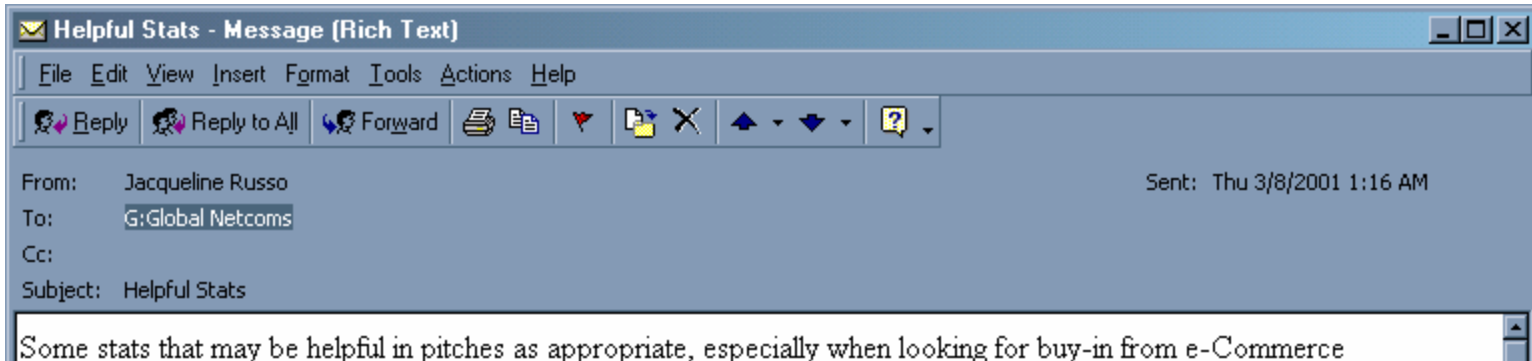 Helpful Stats - Message (Rich Text)
File Edit View Insert Format Tools Actions Help
Reply Reply to All Forward
From: Jacqueline Russo Sent: Thu 3/8/2001 1:16 AM
To: G:Global Netcoms
Cc:
Subject: Helpful Stats
Some stats that may be helpful in pitches as appropriate, especially when looking for buy-in from e-Commerce